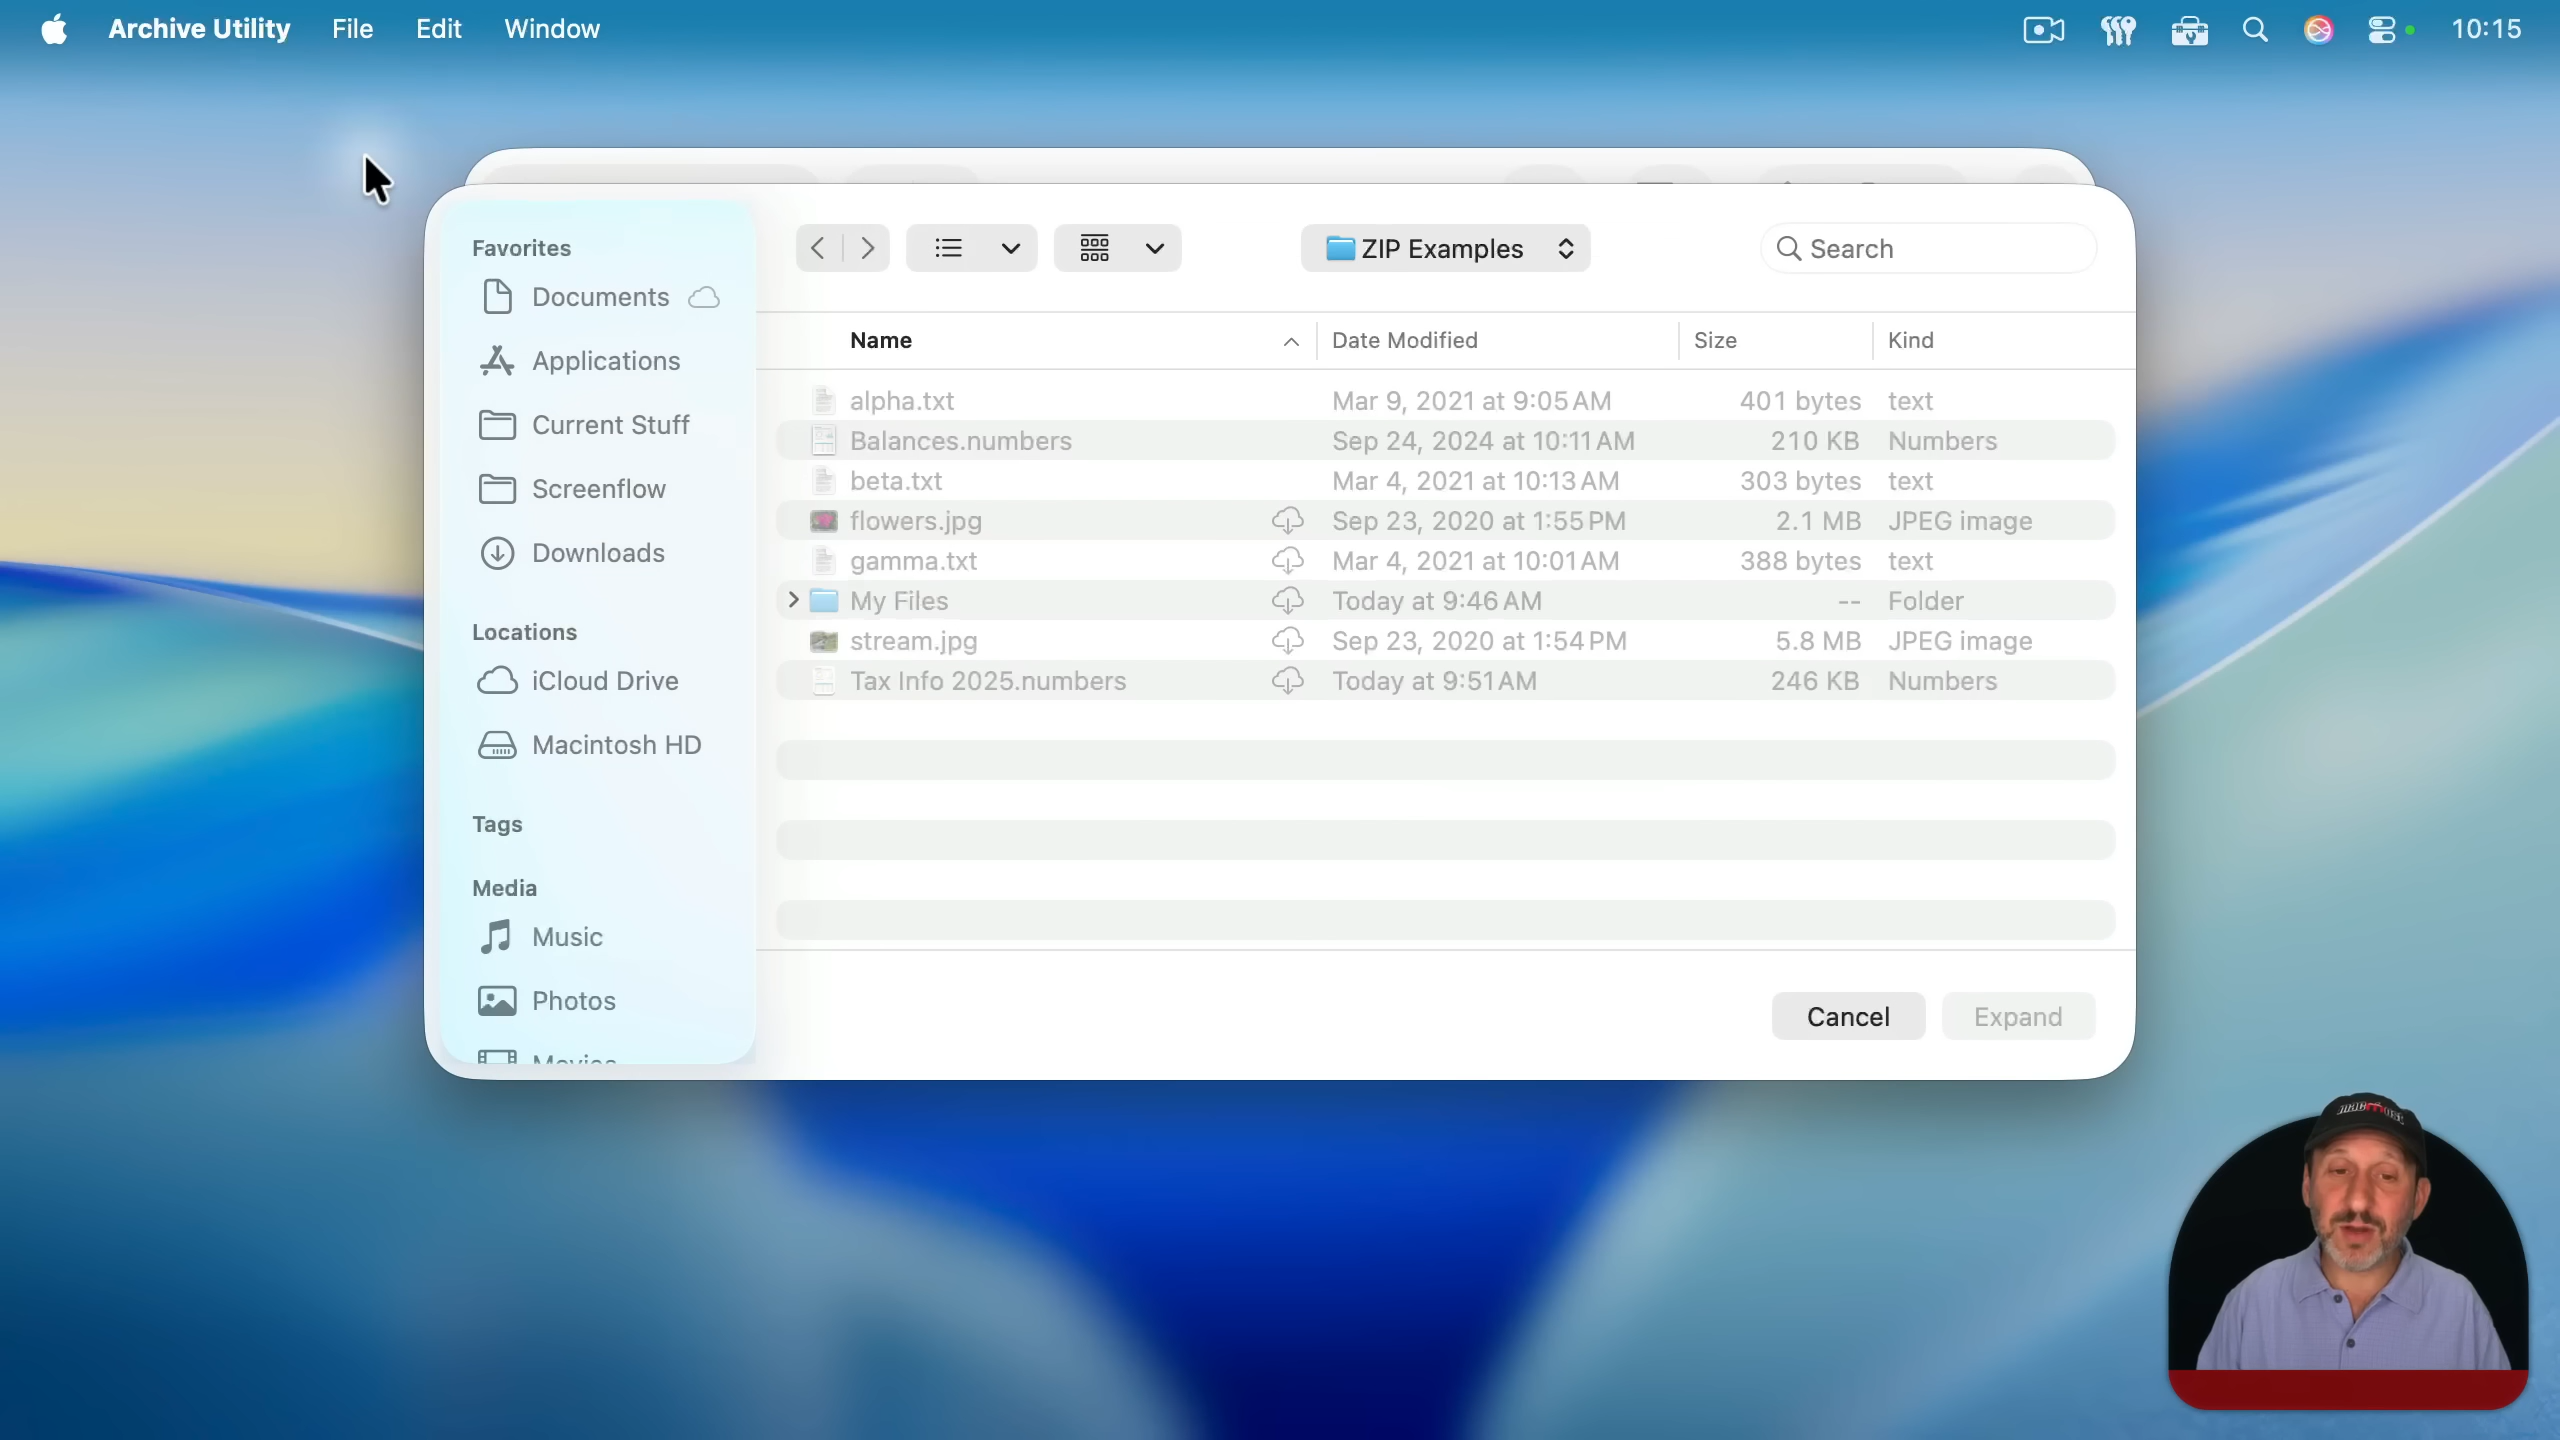 Archive Utility File Edit Window 10:15
Favorites
Documents
Applications
Current Stuff
Screenflow
Downloads
Locations
iCloud Drive
Macintosh HD
Tags
Media
Music
Photos
Movies
ZIP Examples
Search
Name Date Modified Size Kind
alpha.txt Mar 9, 2021 at 9:05 AM 401 bytes text
Balances.numbers Sep 24, 2024 at 10:11 AM 210 KB Numbers
beta.txt Mar 4, 2021 at 10:13 AM 303 bytes text
flowers.jpg Sep 23, 2020 at 1:55 PM 2.1 MB JPEG image
gamma.txt Mar 4, 2021 at 10:01 AM 388 bytes text
My Files Today at 9:46 AM -- Folder
stream.jpg Sep 23, 2020 at 1:54 PM 5.8 MB JPEG image
Tax Info 2025.numbers Today at 9:51 AM 246 KB Numbers
Cancel Expand
macmost